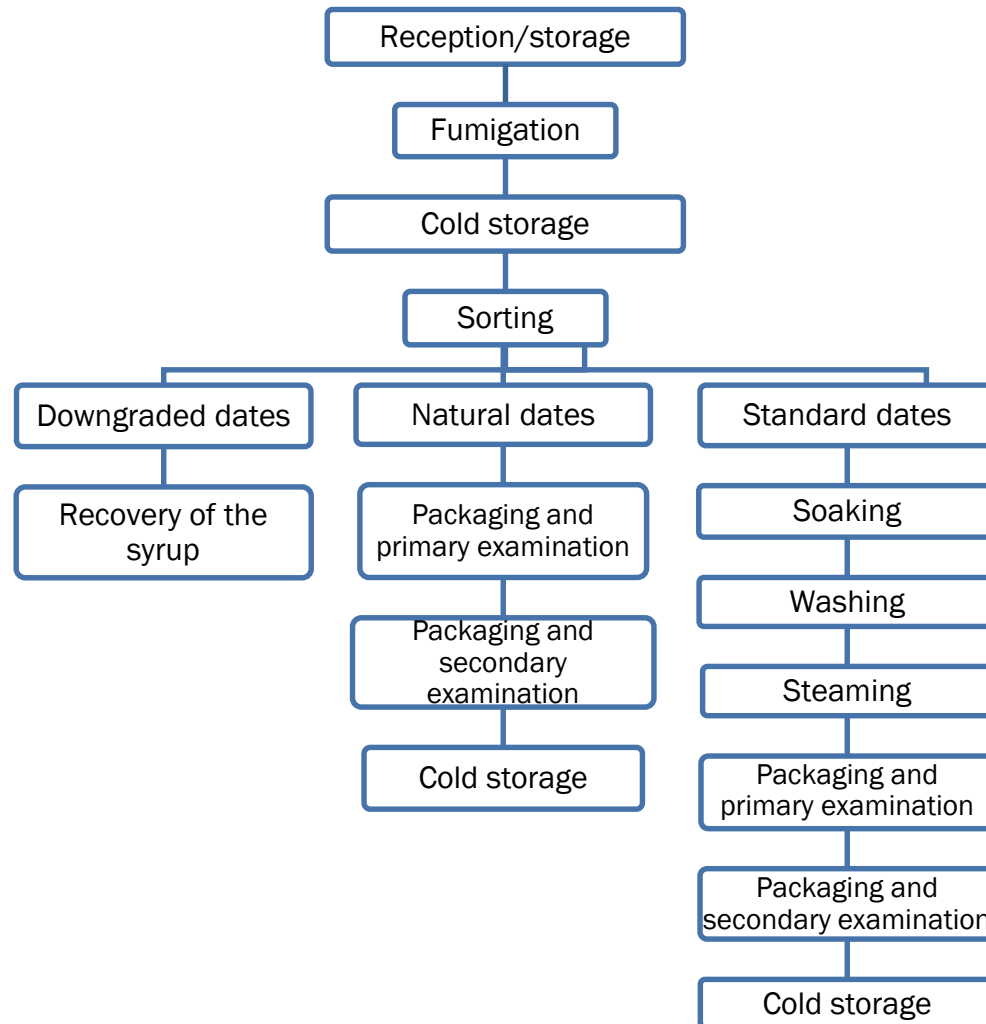 Reception/storage
Fumigation
Cold storage
Sorting
Downgraded dates
Recovery of the
syrup
Natural dates
Packaging and
primary examination
Packaging and
secondary
examination
Cold storage
Standard dates
Soaking
Washing
Steaming
Packaging and
primary examination
Packaging and
secondary examination
Cold storage